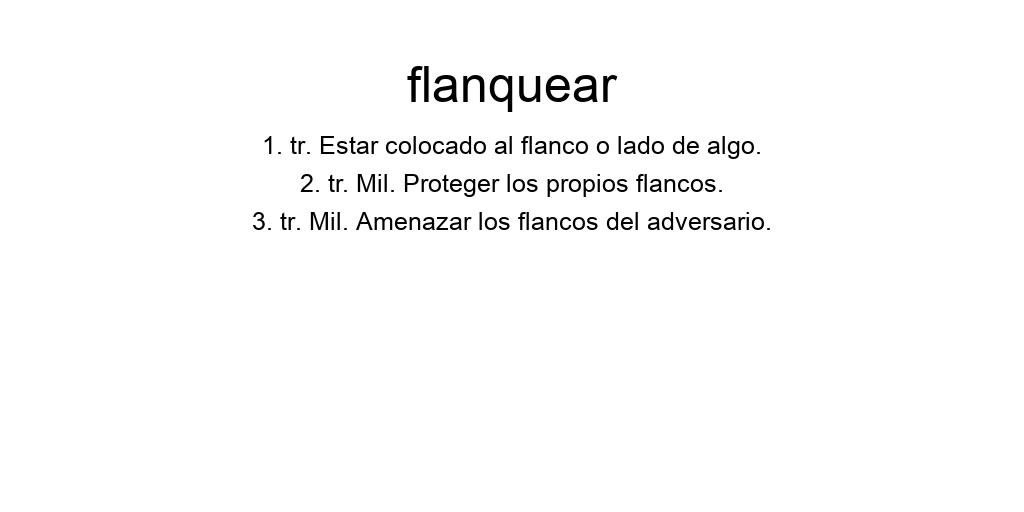 flanquear
1. tr. Estar colocado al flanco o lado de algo.
2. tr. Mil. Proteger los propios flancos.
3. tr. Mil. Amenazar los flancos del adversario.